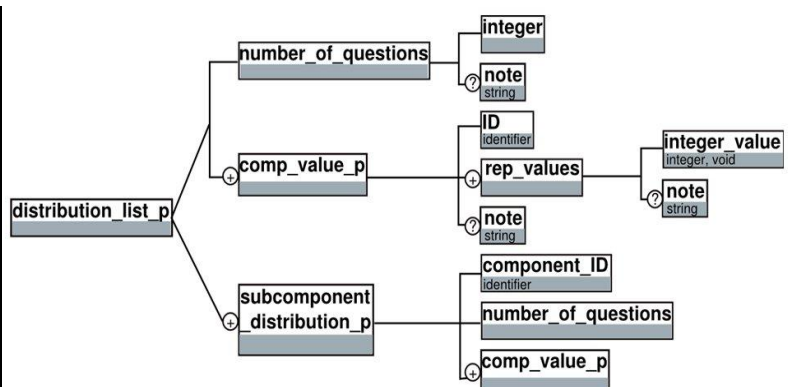 number_of_questions
integer
?
note
string
+
comp_value_p
ID
identifier
+
rep_values
integer_value
integer, void
?
note
string
?
note
string
distribution_list_p
+
subcomponent
_distribution_p
component_ID
identifier
number_of_questions
+
comp_value_p